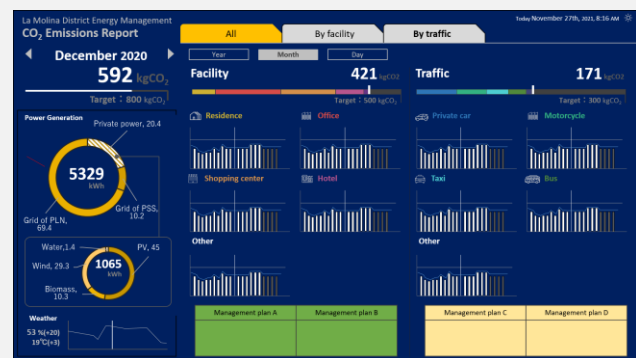 La Molina District Energy Management
CO₂ Emissions Report
Today November 27th, 2021, 8:16 AM
All
By facility
By traffic
December 2020
Year
Month
Day
592 kgCO₂
Target : 800 kgCO₂
Facility
421 kgCO2
Target : 500 kgCO₂
Traffic
171 kgCO2
Target : 300 kgCO₂
Power Generation
Private power, 20.4
5329
kWh
Grid of PSS,
10.2
Grid of PLN,
69.4
Water,1.4
PV, 45
Wind, 29.3
1065
kWh
Biomass,
10.3
Weather
53 %(+20)
19℃(+3)
Residence
Office
Shopping center
Hotel
Other
Private car
Motorcycle
Taxi
Bus
Other
Management plan A
Management plan B
Management plan C
Management plan D